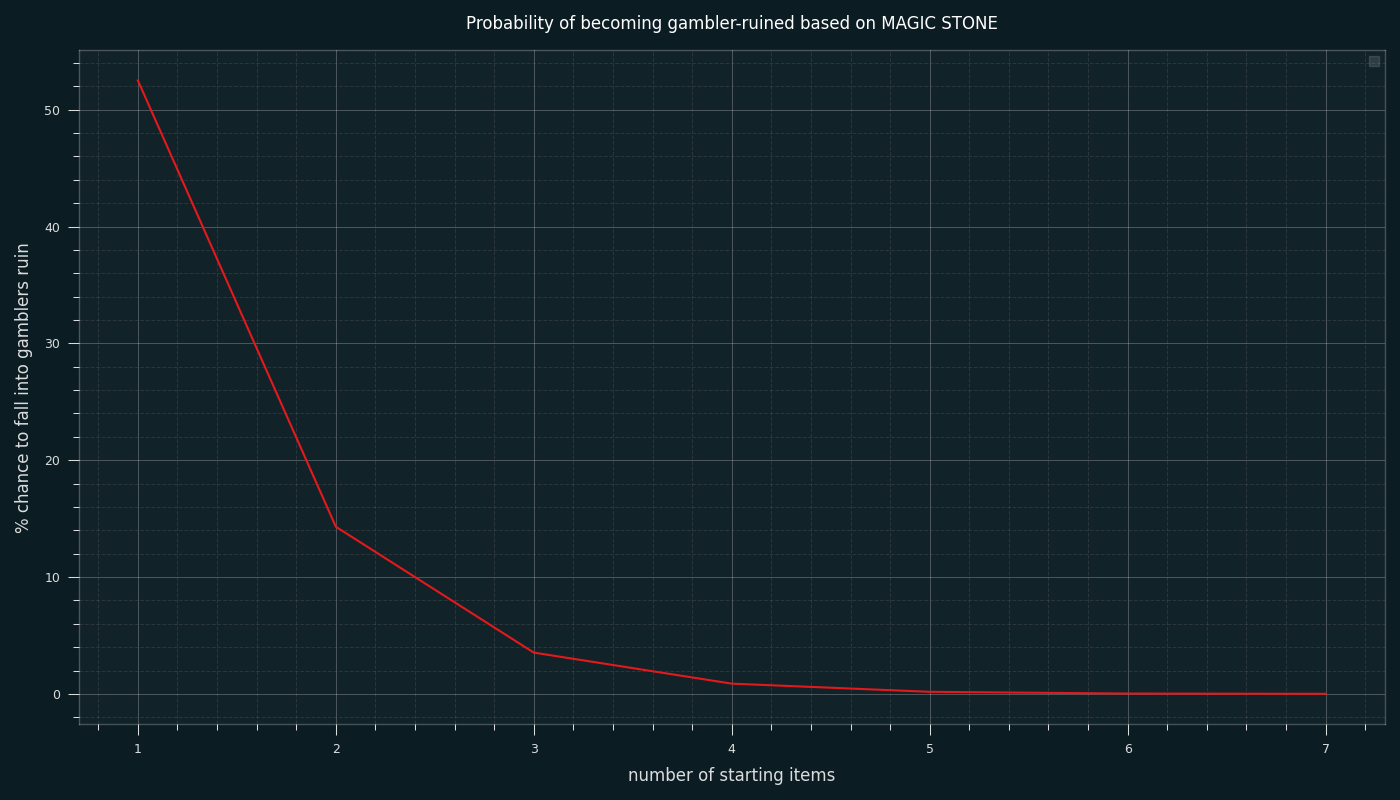 Probability of becoming gambler-ruined based on MAGIC STONE
% chance to fall into gamblers ruin
50
40
30
20
10
0
1 2 3 4 5 6 7
number of starting items